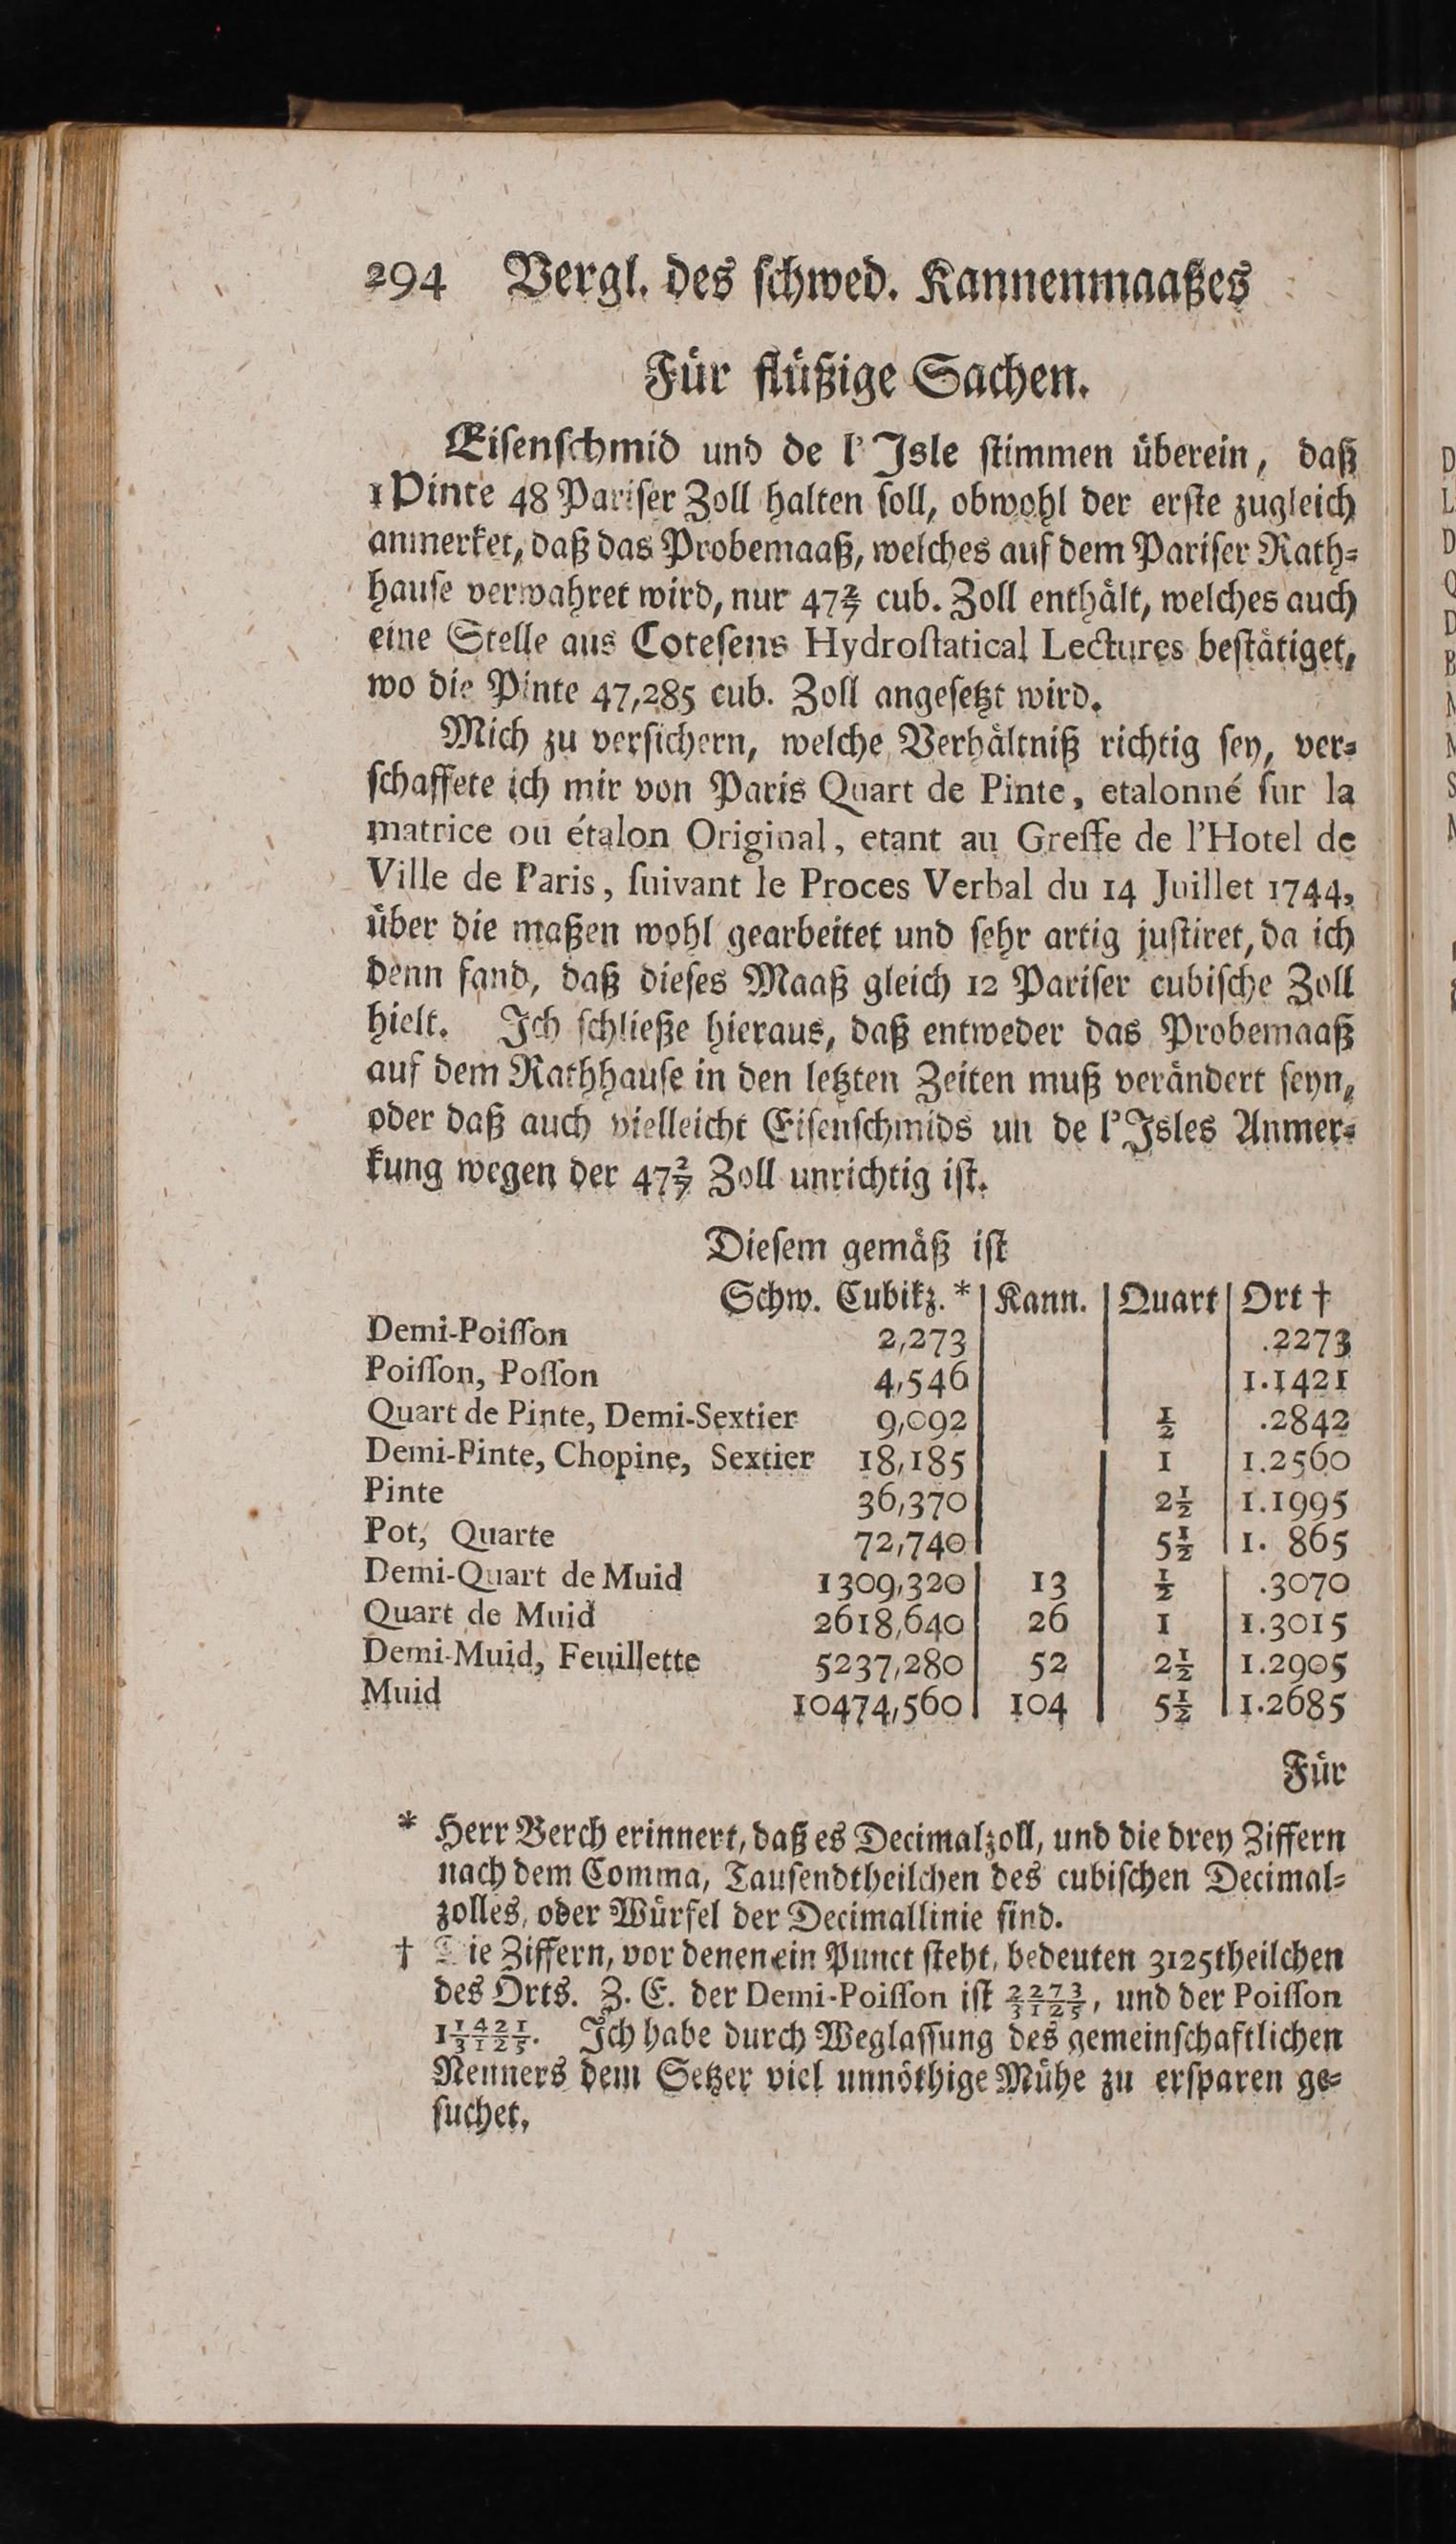 294 Vergl. des ſchwed. Kannenmaaßes
Für flüßige Sachen.
Eiſenſchmid und de l' Isle ſtimmen überein, daß
1 Pinte 48 Pariſer Zoll halten ſoll, obwohl der erſte zugleich
anmerket, daß das Probemaaß, welches auf dem Pariſer Rath⸗
hauſe verwahret wird, nur 47 2/7 cub. Zoll enthält, welches auch
eine Stelle aus Coteſens Hydroſtatical Lectures beſtätiget,
wo die Pinte 47,285 cub. Zoll angeſetzt wird.
Mich zu verſichern, welche Verhältniß richtig ſey, ver⸗
ſchaffete ich mir von Paris Quart de Pinte, etalonné ſur la
matrice ou étalon Original, etant au Greffe de l'Hotel de
Ville de Paris, ſuivant le Proces Verbal du 14 Juillet 1744,
über die maßen wohl gearbeitet und ſehr artig juſtiret, da ich
denn fand, daß dieſes Maaß gleich 12 Pariſer cubiſche Zoll
hielt. Ich ſchließe hieraus, daß entweder das Probemaaß
auf dem Rathhauſe in den letzten Zeiten muß verändert ſeyn,
oder daß auch vielleicht Eiſenſchmids un de l'Isles Anmer⸗
kung wegen der 47 2/7 Zoll unrichtig iſt.
Dieſem gemäß iſt
Schw. Cubikz. * | Kann. | Quart | Ort †
Demi-Poiſſon 2,273 .2273
Poiſſon, Poſſon 4,546 1.1421
Quart de Pinte, Demi-Sextier 9,092 1/2 .2842
Demi-Pinte, Chopine, Sextier 18,185 1 1.2560
Pinte 36,370 2 1/2 1.1995
Pot, Quarte 72,740 5 1/2 1. 865
Demi-Quart de Muid 1309,320 13 1/2 .3070
Quart de Muid 2618,640 26 1 1.3015
Demi-Muid, Feuillette 5237,280 52 2 1/2 1.2905
Muid 10474,560 104 5 1/2 1.2685
Für
* Herr Berch erinnert, daß es Decimalzoll, und die drey Ziffern
nach dem Comma, Tauſendtheilchen des cubiſchen Decimal⸗
zolles, oder Würfel der Decimallinie ſind.
† Die Ziffern, vor denen ein Punct ſteht, bedeuten 3125theilchen
des Orts. Z. E. der Demi-Poiſſon iſt 2273/3125, und der Poiſſon
1 1421/3125. Ich habe durch Weglaſſung des gemeinſchaftlichen
Nenners dem Setzer viel unnöthige Mühe zu erſparen ge⸗
ſuchet.